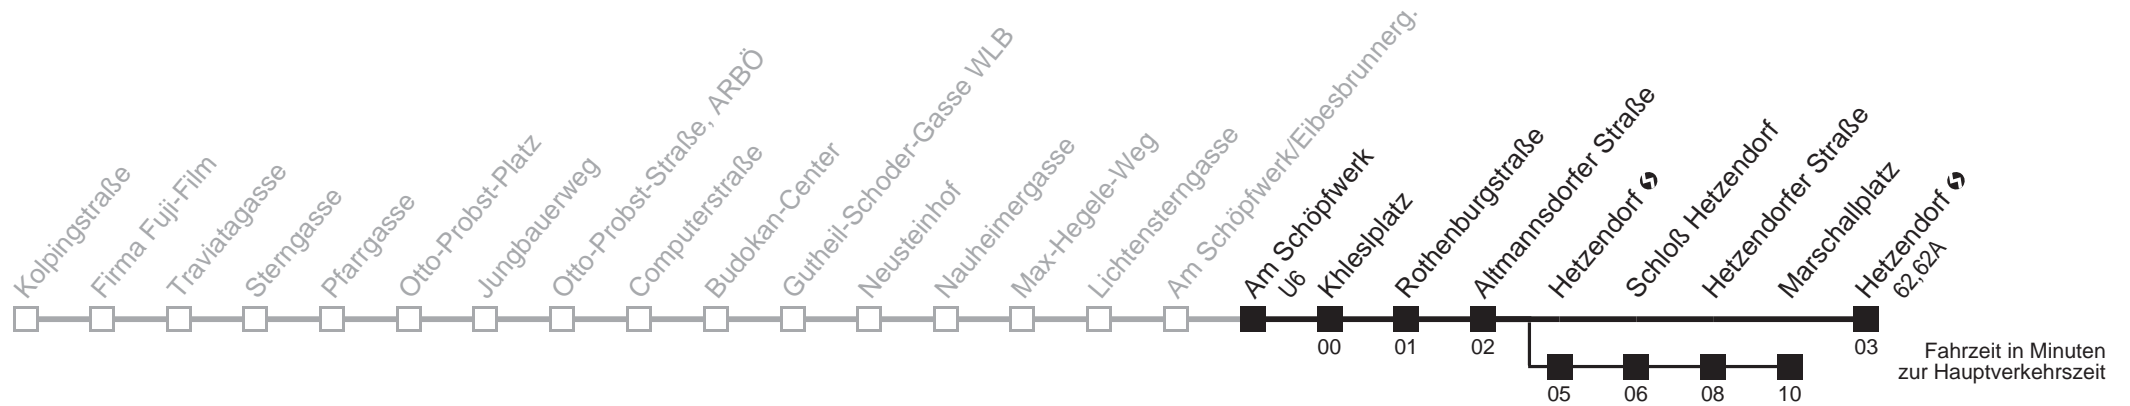 Kolpingstraße
Firma Fuji-Film
Traviatagasse
Sterngasse
Pfarrgasse
Otto-Probst-Platz
Jungbauerweg
Otto-Probst-Straße, ARBÖ
Computerstraße
Budokan-Center
Gutheil-Schoder-Gasse WLB
Neusteinhof
Nauheimergasse
Max-Hegele-Weg
Lichtensterngasse
Am Schöpfwerk/Eibesbrunnerg.
Am Schöpfwerk
U6
Khleslplatz
Rothenburgstraße
Altmannsdorfer Straße
Hetzendorf
Schloß Hetzendorf
Hetzendorfer Straße
Marschallplatz
Hetzendorf
62,62A
00 01 02 03
05 06 08 10
Fahrzeit in Minuten
zur Hauptverkehrszeit